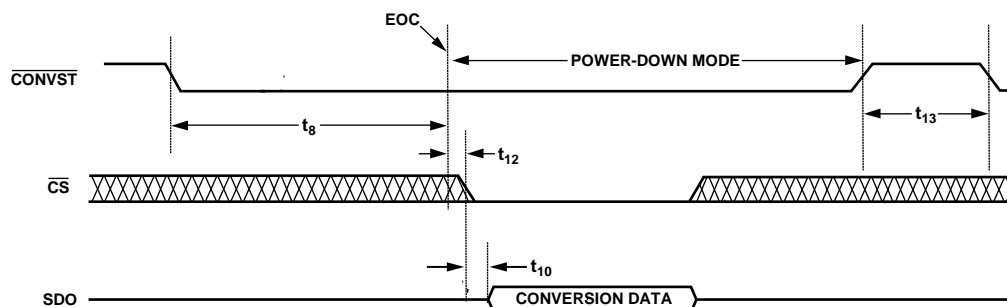 EOC
POWER-DOWN MODE
CONVST
t8
t13
t12
CS
t10
SDO
CONVERSION DATA